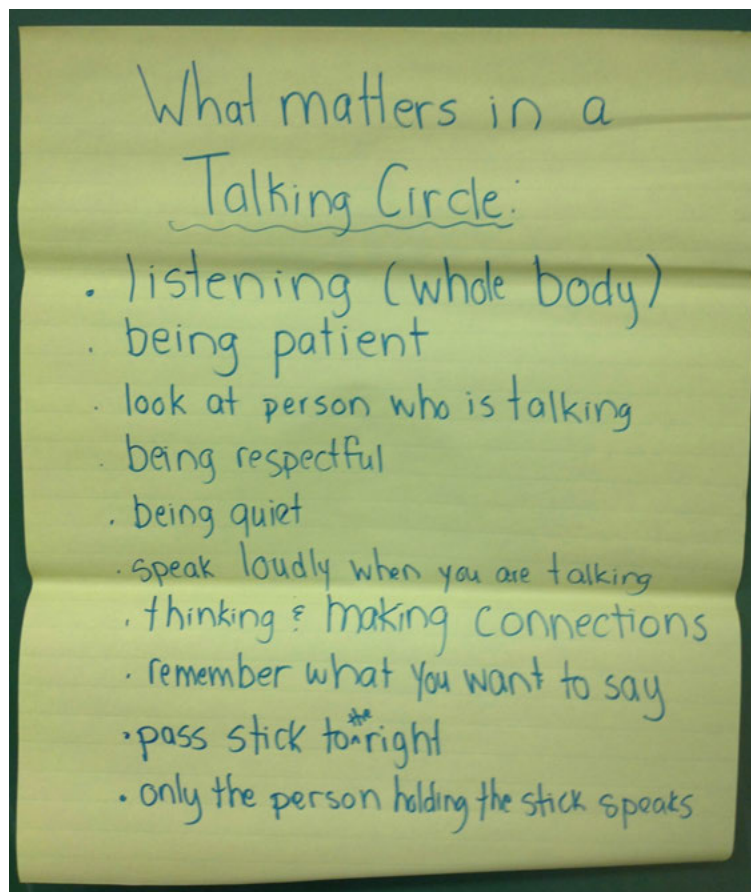 What matters in a
Talking Circle:
• listening (whole body)
• being patient
• look at person who is talking
• being respectful
• being quiet
• speak loudly when you are talking
• thinking & making connections
• remember what you want to say
• pass stick to the right
• only the person holding the stick speaks